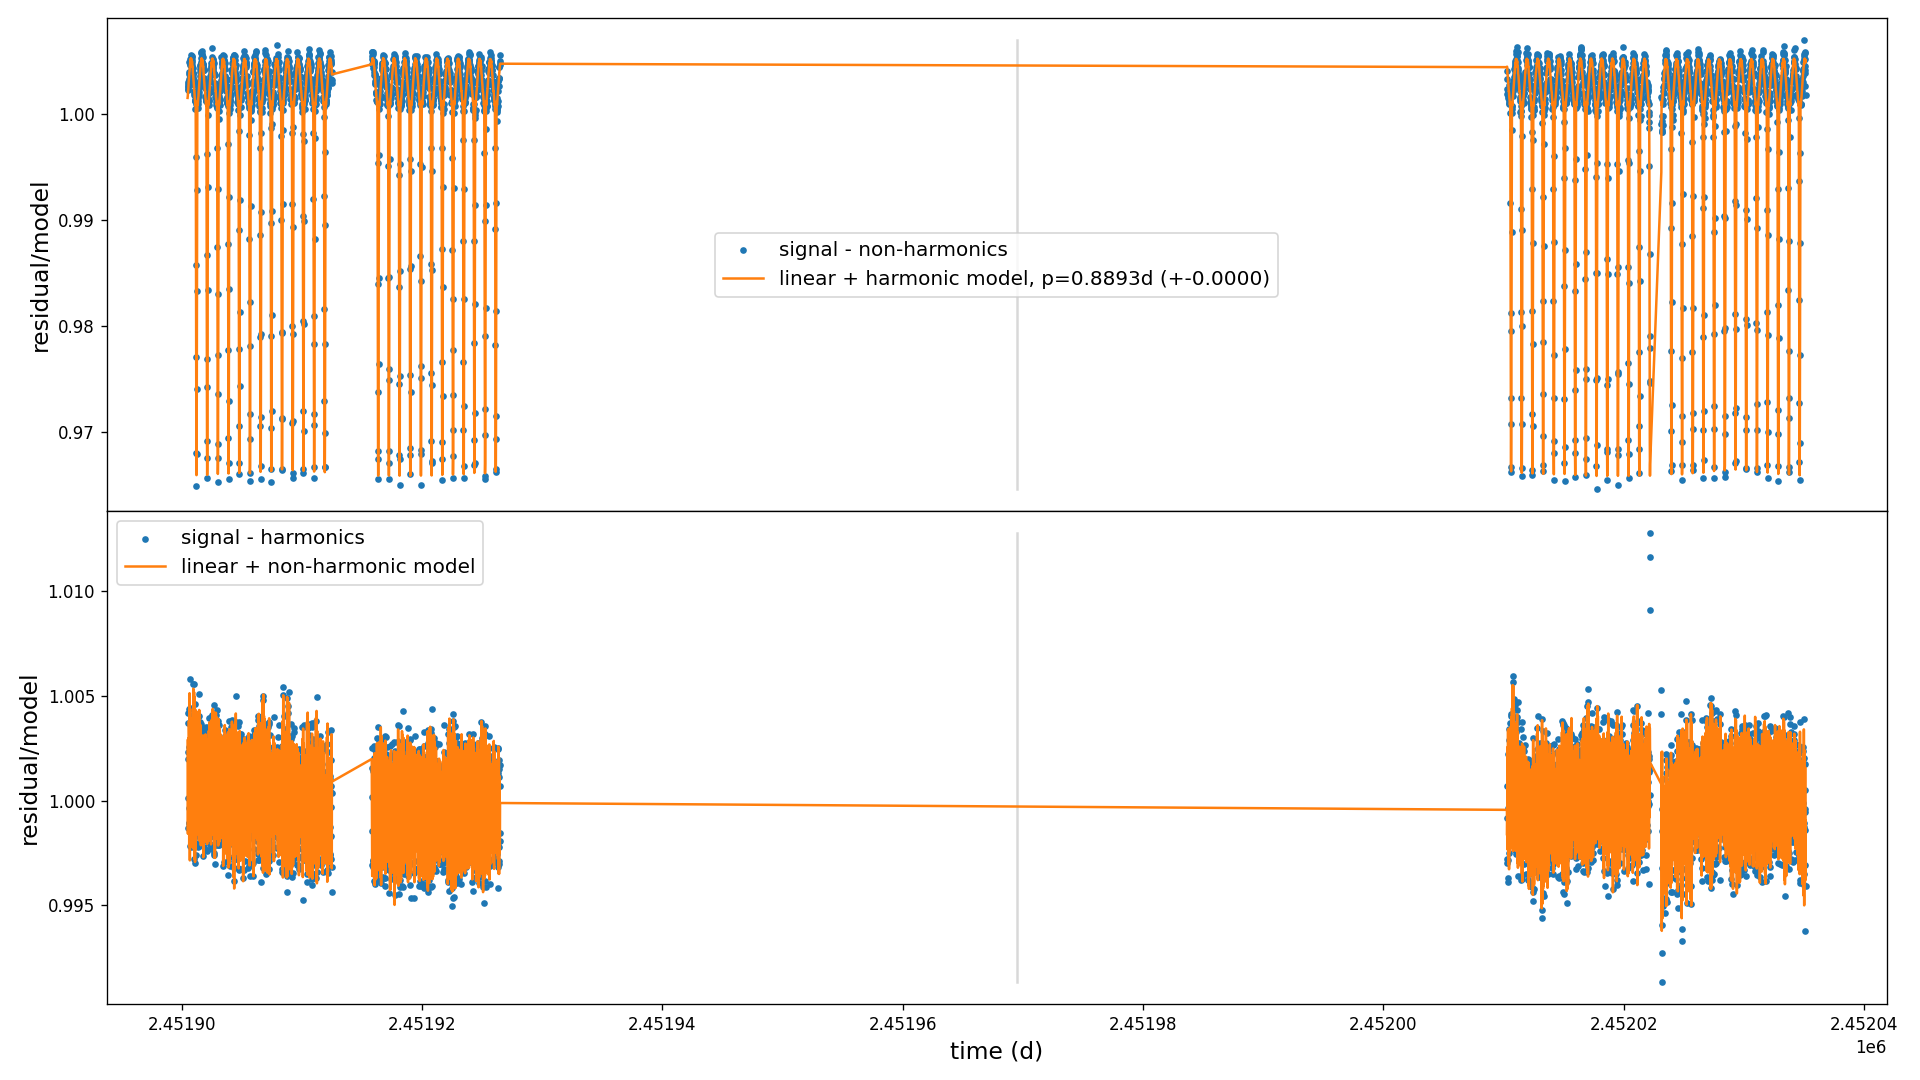 residual/model
1.00
0.99
0.98
0.97
signal - non-harmonics
linear + harmonic model, p=0.8893d (+-0.0000)
residual/model
1.010
1.005
1.000
0.995
signal - harmonics
linear + non-harmonic model
2.45190
2.45192
2.45194
2.45196
2.45198
2.45200
2.45202
2.45204
time (d)
1e6